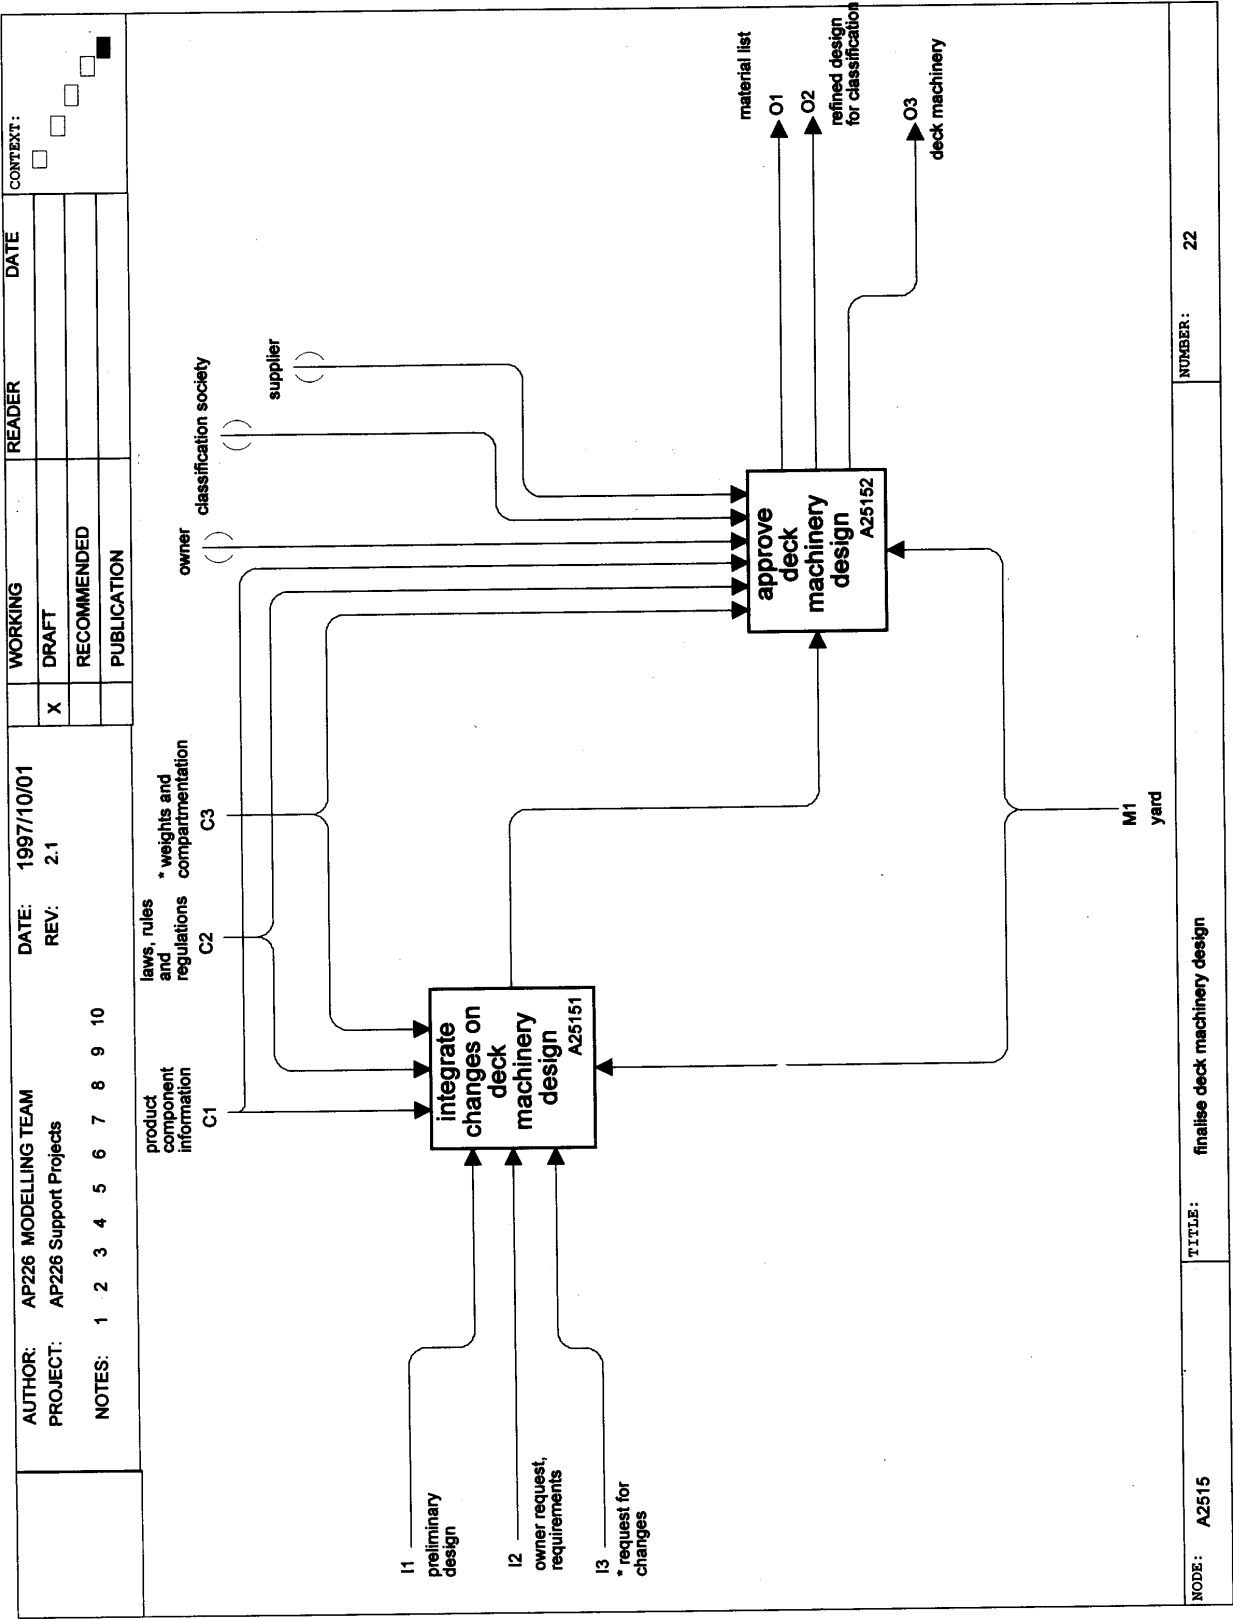 AUTHOR: AP226 MODELLING TEAM
DATE: 1997/10/01
WORKING
READER
DATE
CONTEXT:
PROJECT: AP226 Support Projects
REV: 2.1
X
DRAFT
RECOMMENDED
NOTES: 1 2 3 4 5 6 7 8 9 10
PUBLICATION
product
component
information
C1
laws, rules
and
regulations
C2
* weights and
compartmentation
C3
owner
classification society
supplier
I1
preliminary
design
I2
owner request,
requirements
I3
* request for
changes
integrate
changes on
deck
machinery
design
A25151
approve
deck
machinery
design
A25152
material list
O1
O2
refined design
for classification
O3
deck machinery
M1
yard
NODE: A2515
TITLE: finalise deck machinery design
NUMBER: 22